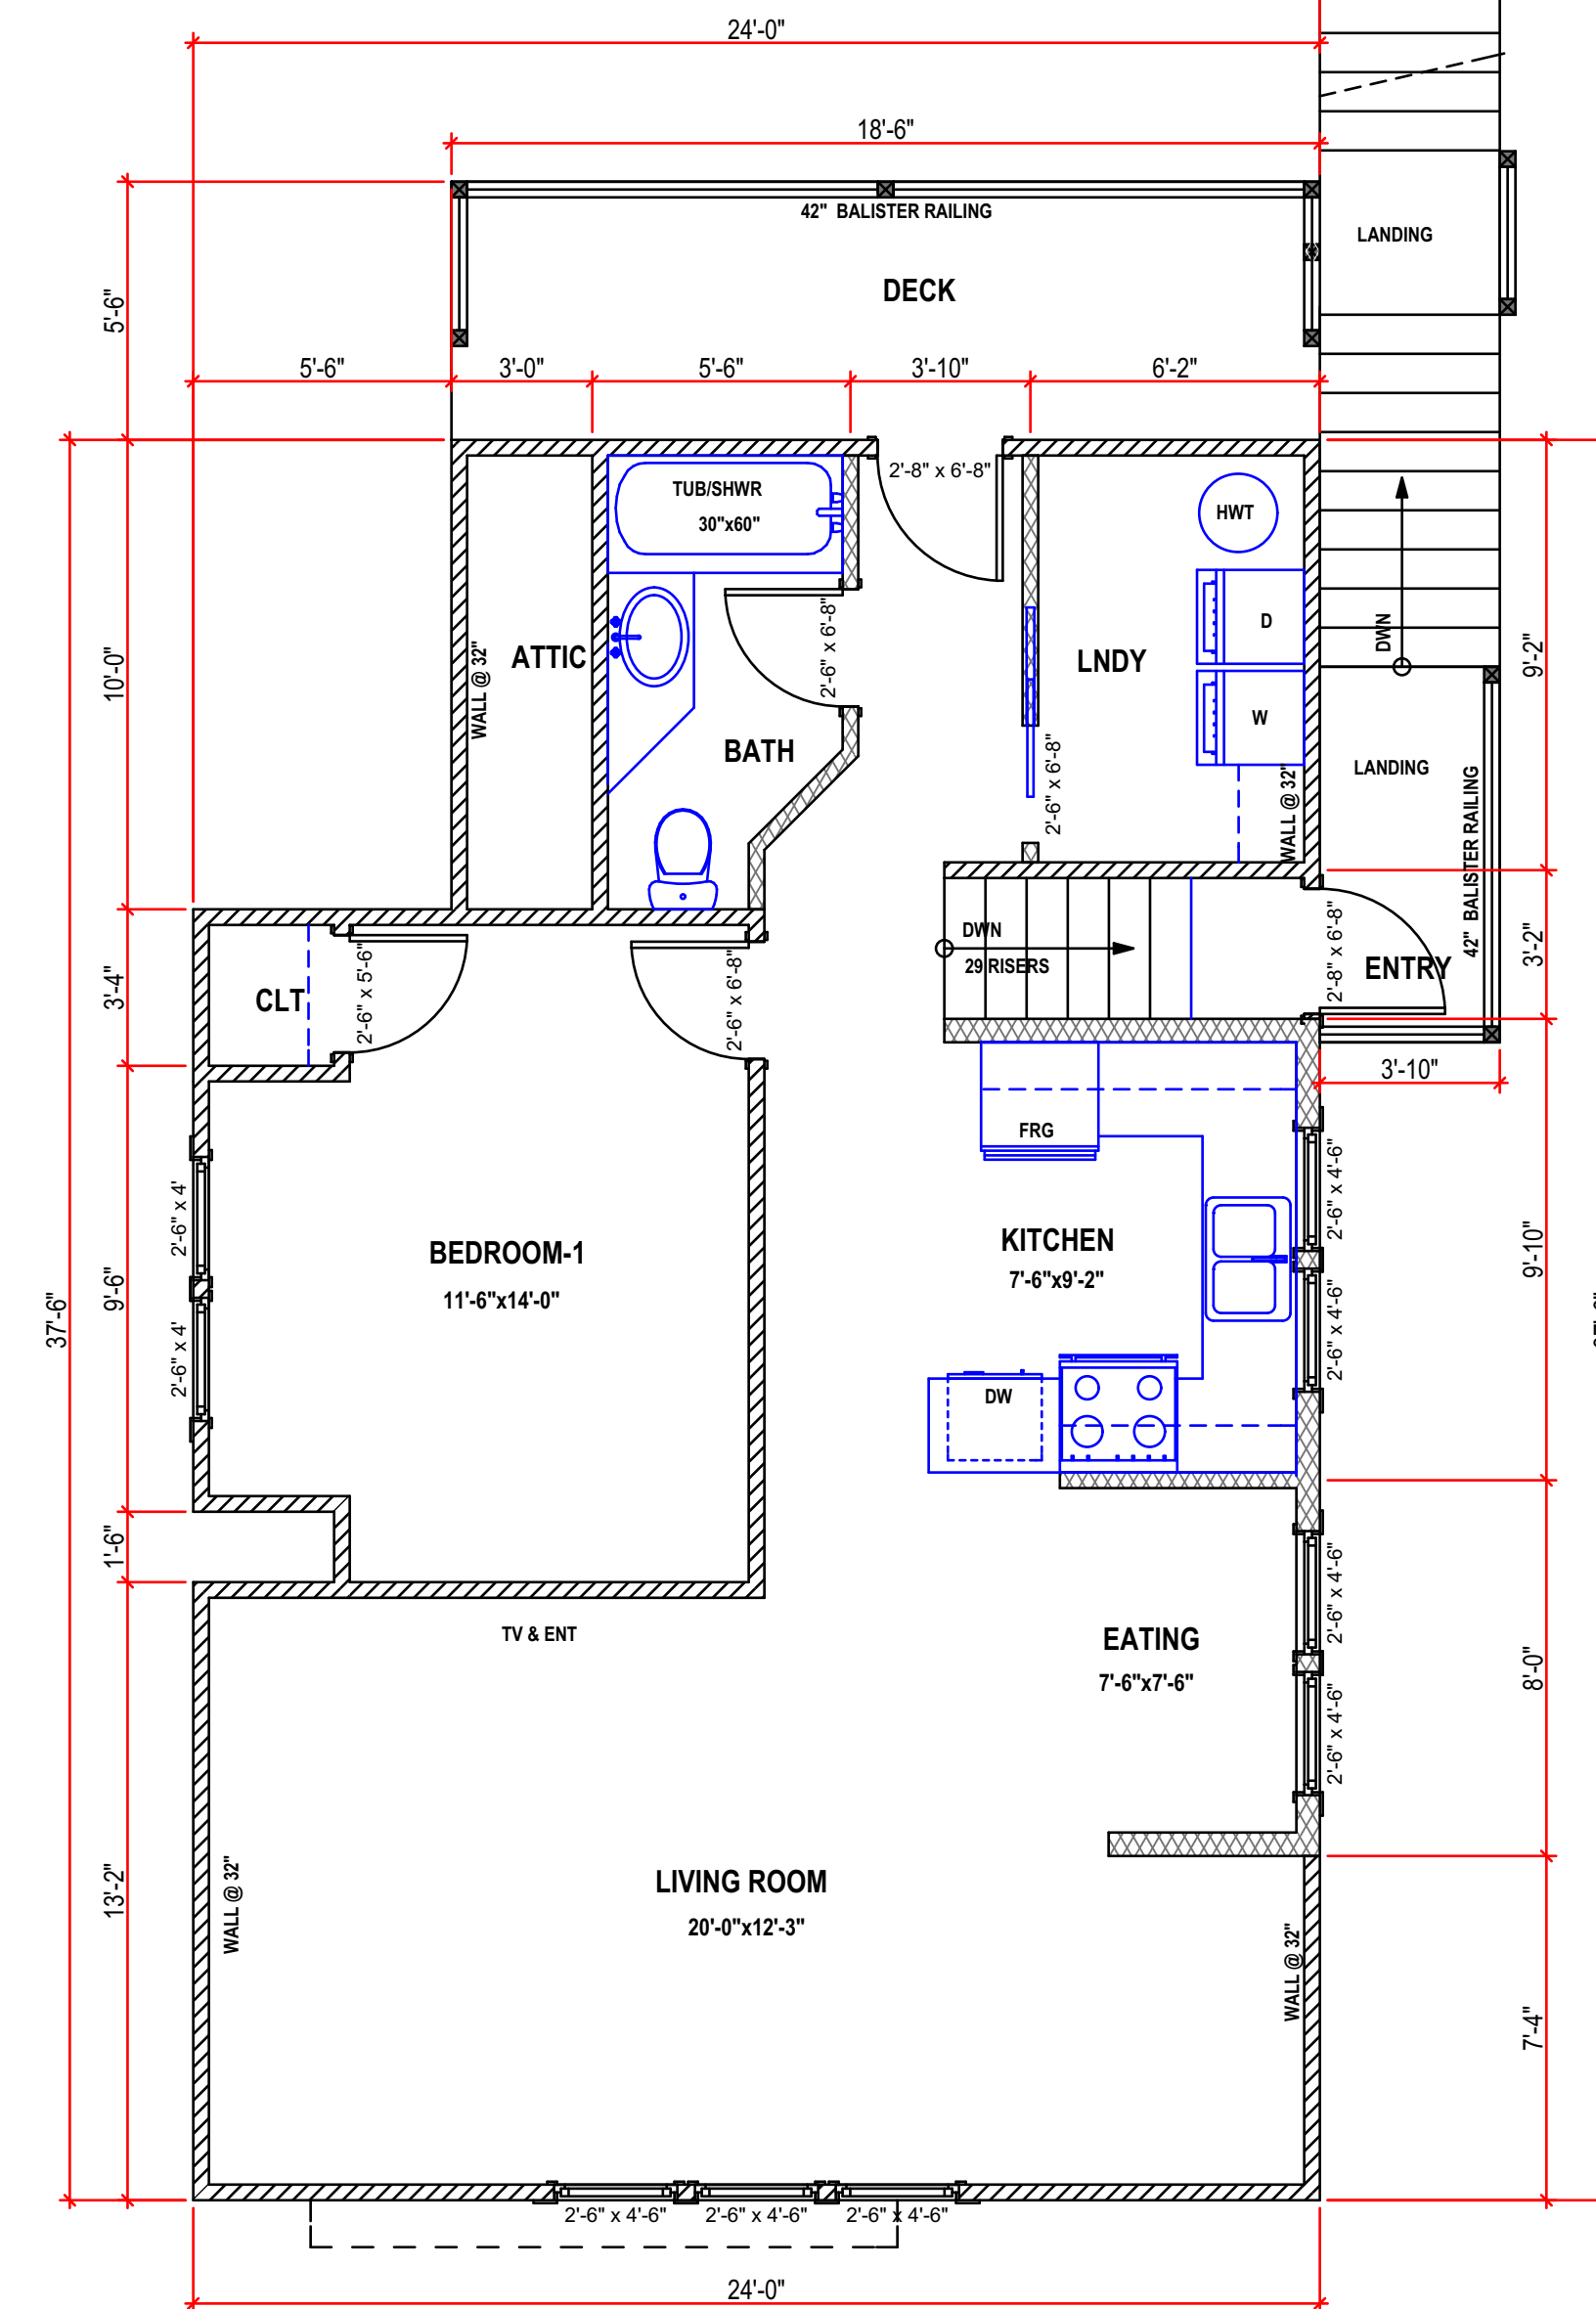 24'-0"
18'-6"
42" BALISTER RAILING
LANDING
DECK
5'-6"
5'-6"
3'-0"
5'-6"
3'-10"
6'-2"
2'-8" x 6'-8"
TUB/SHWR
30"x60"
HWT
D
W
2'-6" x 6'-8"
ATTIC
WALL @ 32"
BATH
LNDY
2'-6" x 6'-8"
WALL @ 32"
DWN
LANDING
42" BALISTER RAILING
10'-0"
9'-2"
DWN
29 RISERS
2'-8" x 6'-8"
ENTRY
3'-2"
3'-4"
CLT
2'-6" x 5'-6"
2'-6" x 6'-8"
3'-10"
FRG
KITCHEN
7'-6"x9'-2"
2'-6" x 4'-6"
2'-6" x 4'-6"
9'-10"
BEDROOM-1
11'-6"x14'-0"
2'-6" x 4'
2'-6" x 4'
9'-6"
37'-6"
DW
1'-6"
TV & ENT
EATING
7'-6"x7'-6"
2'-6" x 4'-6"
2'-6" x 4'-6"
8'-0"
LIVING ROOM
20'-0"x12'-3"
WALL @ 32"
WALL @ 32"
13'-2"
7'-4"
2'-6" x 4'-6"
2'-6" x 4'-6"
2'-6" x 4'-6"
24'-0"